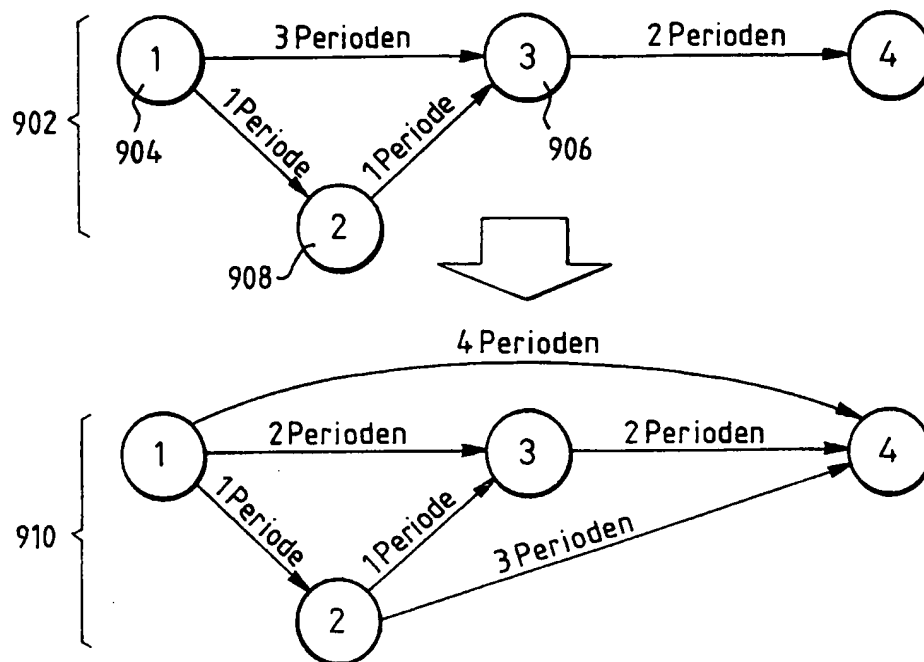 1
3 Perioden
3
2 Perioden
4
902
904
1 Periode
1 Periode
906
2
908
4 Perioden
1
2 Perioden
3
2 Perioden
4
910
1 Periode
1 Periode
3 Perioden
2